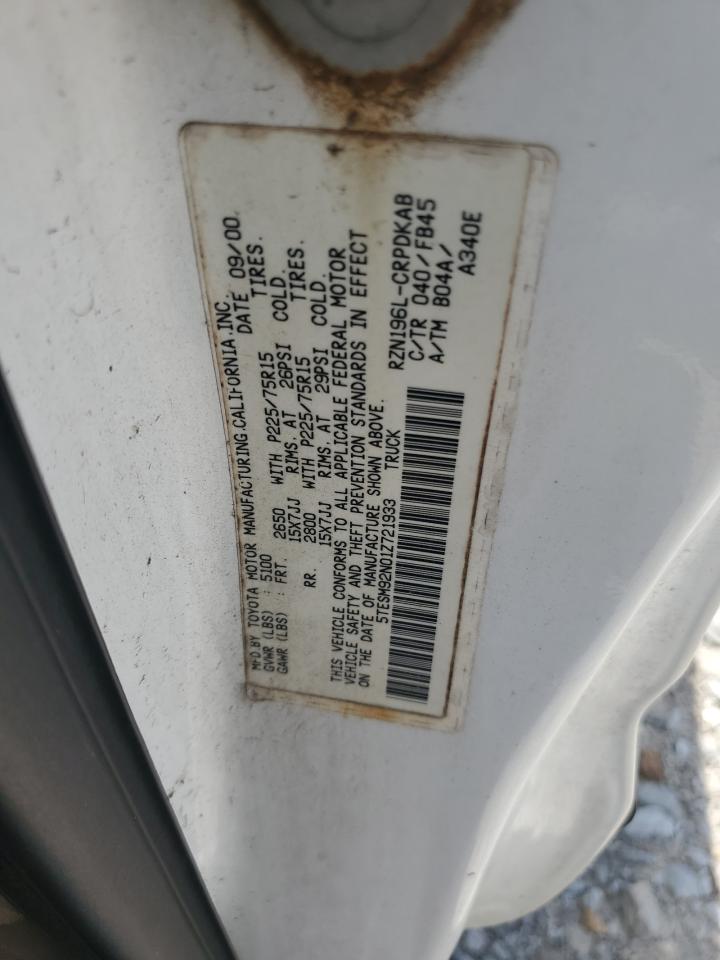 MFD.BY TOYOTA MOTOR MANUFACTURING.CALIFORNIA.INC.
GVWR (LBS) : 5100 DATE 09/00.
GAWR (LBS) : FRT. 2650 WITH P225/75R15 TIRES.
15X7JJ RIMS. AT 26PSI COLD.
RR. 2800 WITH P225/75R15 TIRES.
15X7JJ RIMS. AT 29PSI COLD.
THIS VEHICLE CONFORMS TO ALL APPLICABLE FEDERAL MOTOR
VEHICLE SAFETY AND THEFT PREVENTION STANDARDS IN EFFECT
ON THE DATE OF MANUFACTURE SHOWN ABOVE.
5TESM92N01Z721933 TRUCK
RZN196L-CRPDKAB
C/TR 040/FB45
A/TM B04A/
A340E